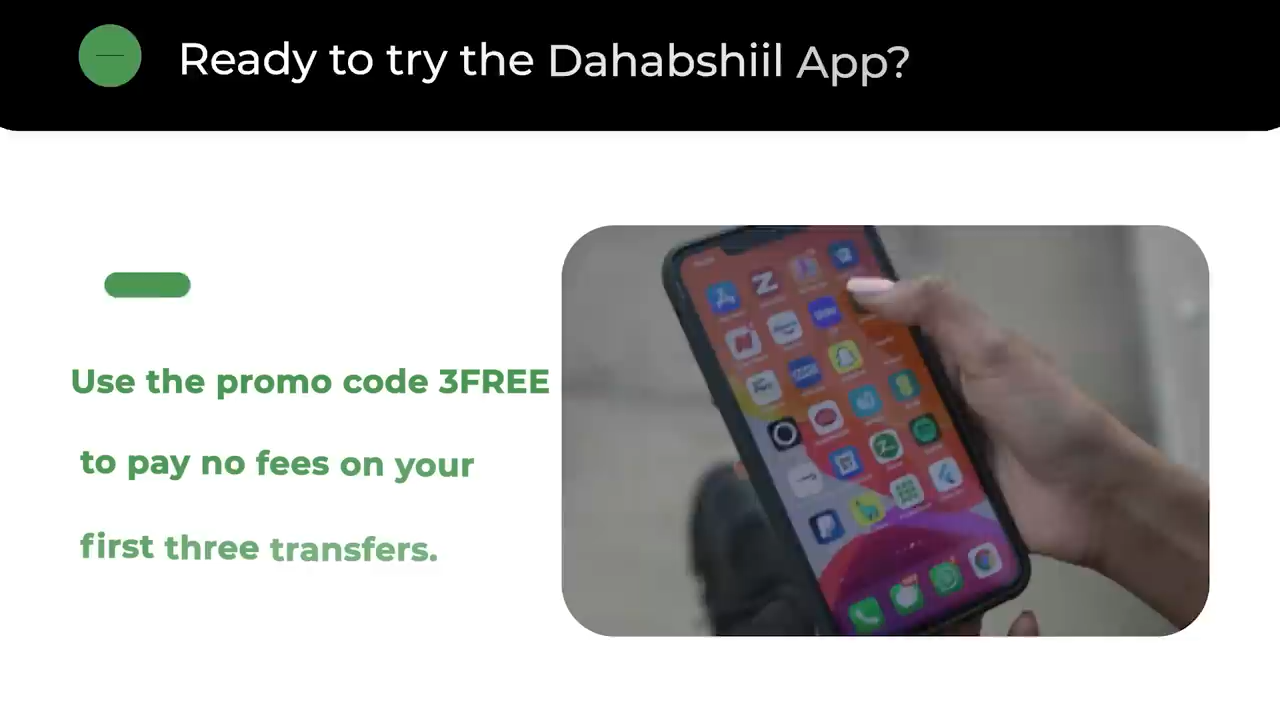 Ready to try the Dahabshiil App?
Use the promo code 3FREE
to pay no fees on your
first three transfers.